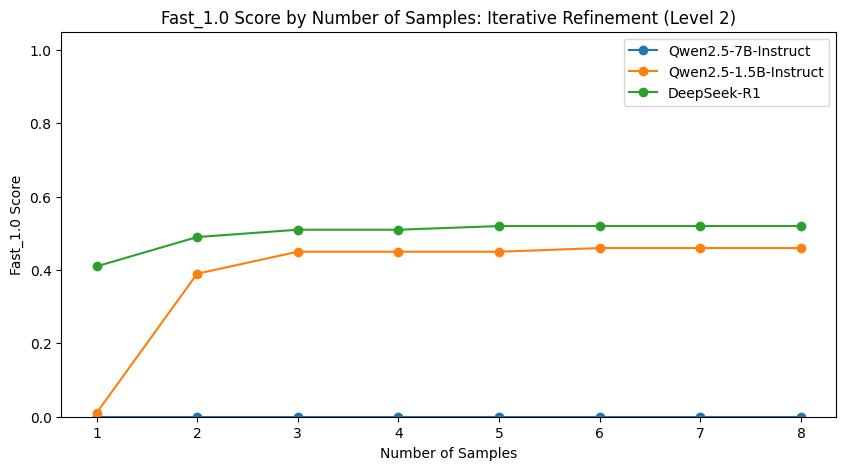 Fast_1.0 Score by Number of Samples: Iterative Refinement (Level 2)
Qwen2.5-7B-Instruct
Qwen2.5-1.5B-Instruct
DeepSeek-R1
Fast_1.0 Score
1.0
0.8
0.6
0.4
0.2
0.0
1 2 3 4 5 6 7 8
Number of Samples